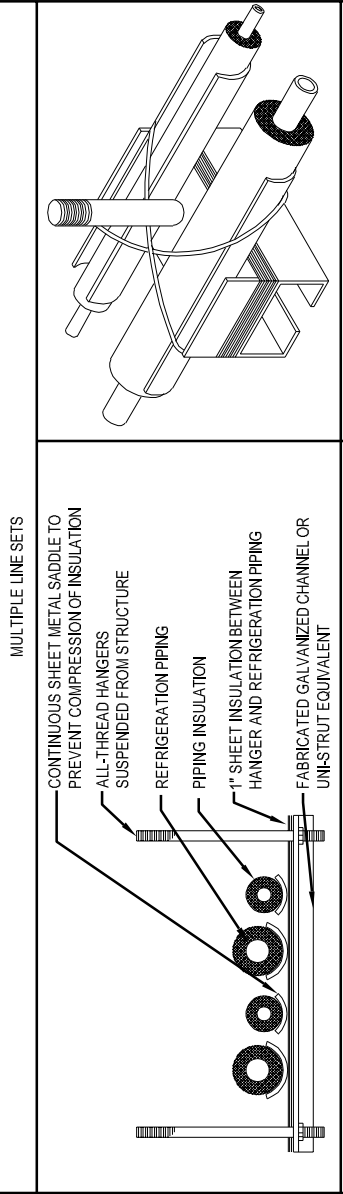 MULTIPLE LINE SETS
CONTINUOUS SHEET METAL SADDLE TO
PREVENT COMPRESSION OF INSULATION
ALL-THREAD HANGERS
SUSPENDED FROM STRUCTURE
REFRIGERATION PIPING
PIPING INSULATION
1" SHEET INSULATION BETWEEN
HANGER AND REFRIGERATION PIPING
FABRICATED GALVANIZED CHANNEL OR
UNI-STRUT EQUIVALENT